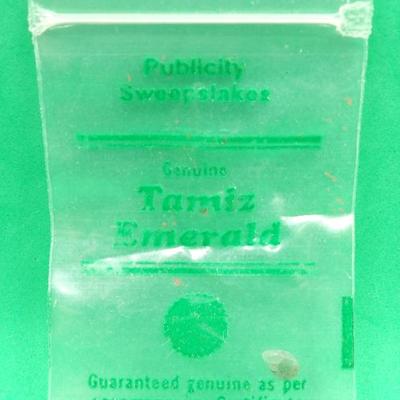 Publicity
Sweepstakes
Genuine
Tamiz
Emerald
Guaranteed genuine as per